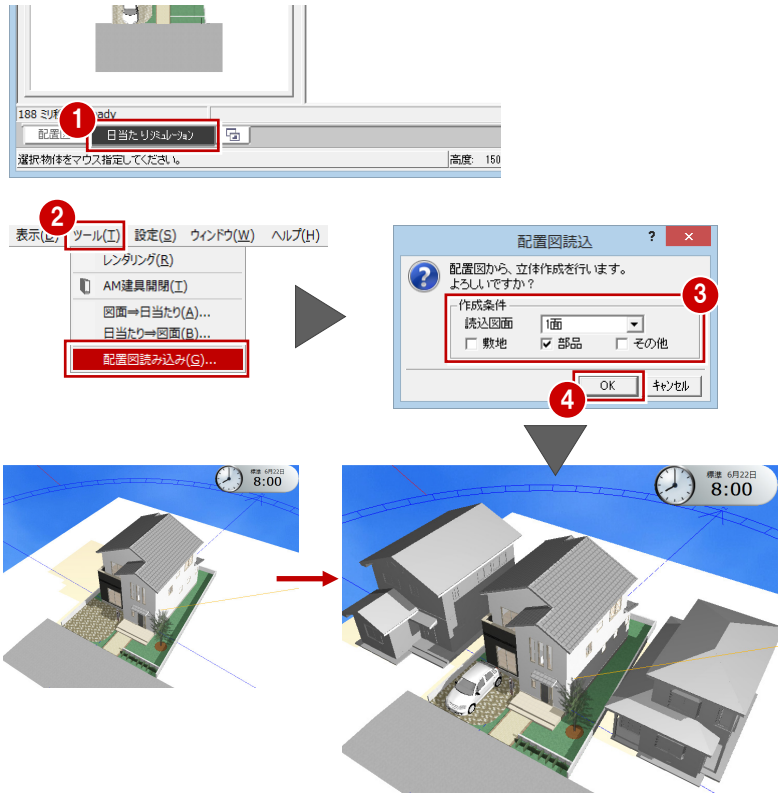 188 ミリ
ady
1
配置
日当たりシミュレーション
選択物体をマウス指定してください。
高度: 150
2
表示(
ツール(T)
設定(S)
ウィンドウ(W)
ヘルプ(H)
レンダリング(R)
AM建具開閉(T)
図面⇒日当たり(A)...
日当たり⇒図面(B)...
配置図読み込み(G)...
配置図読込
?
×
配置図から、立体作成を行います。
よろしいですか?
3
作成条件
読込図面
1面
敷地
部品
その他
OK
キャンセル
4
標準 6月22日
8:00
標準 6月22日
8:00